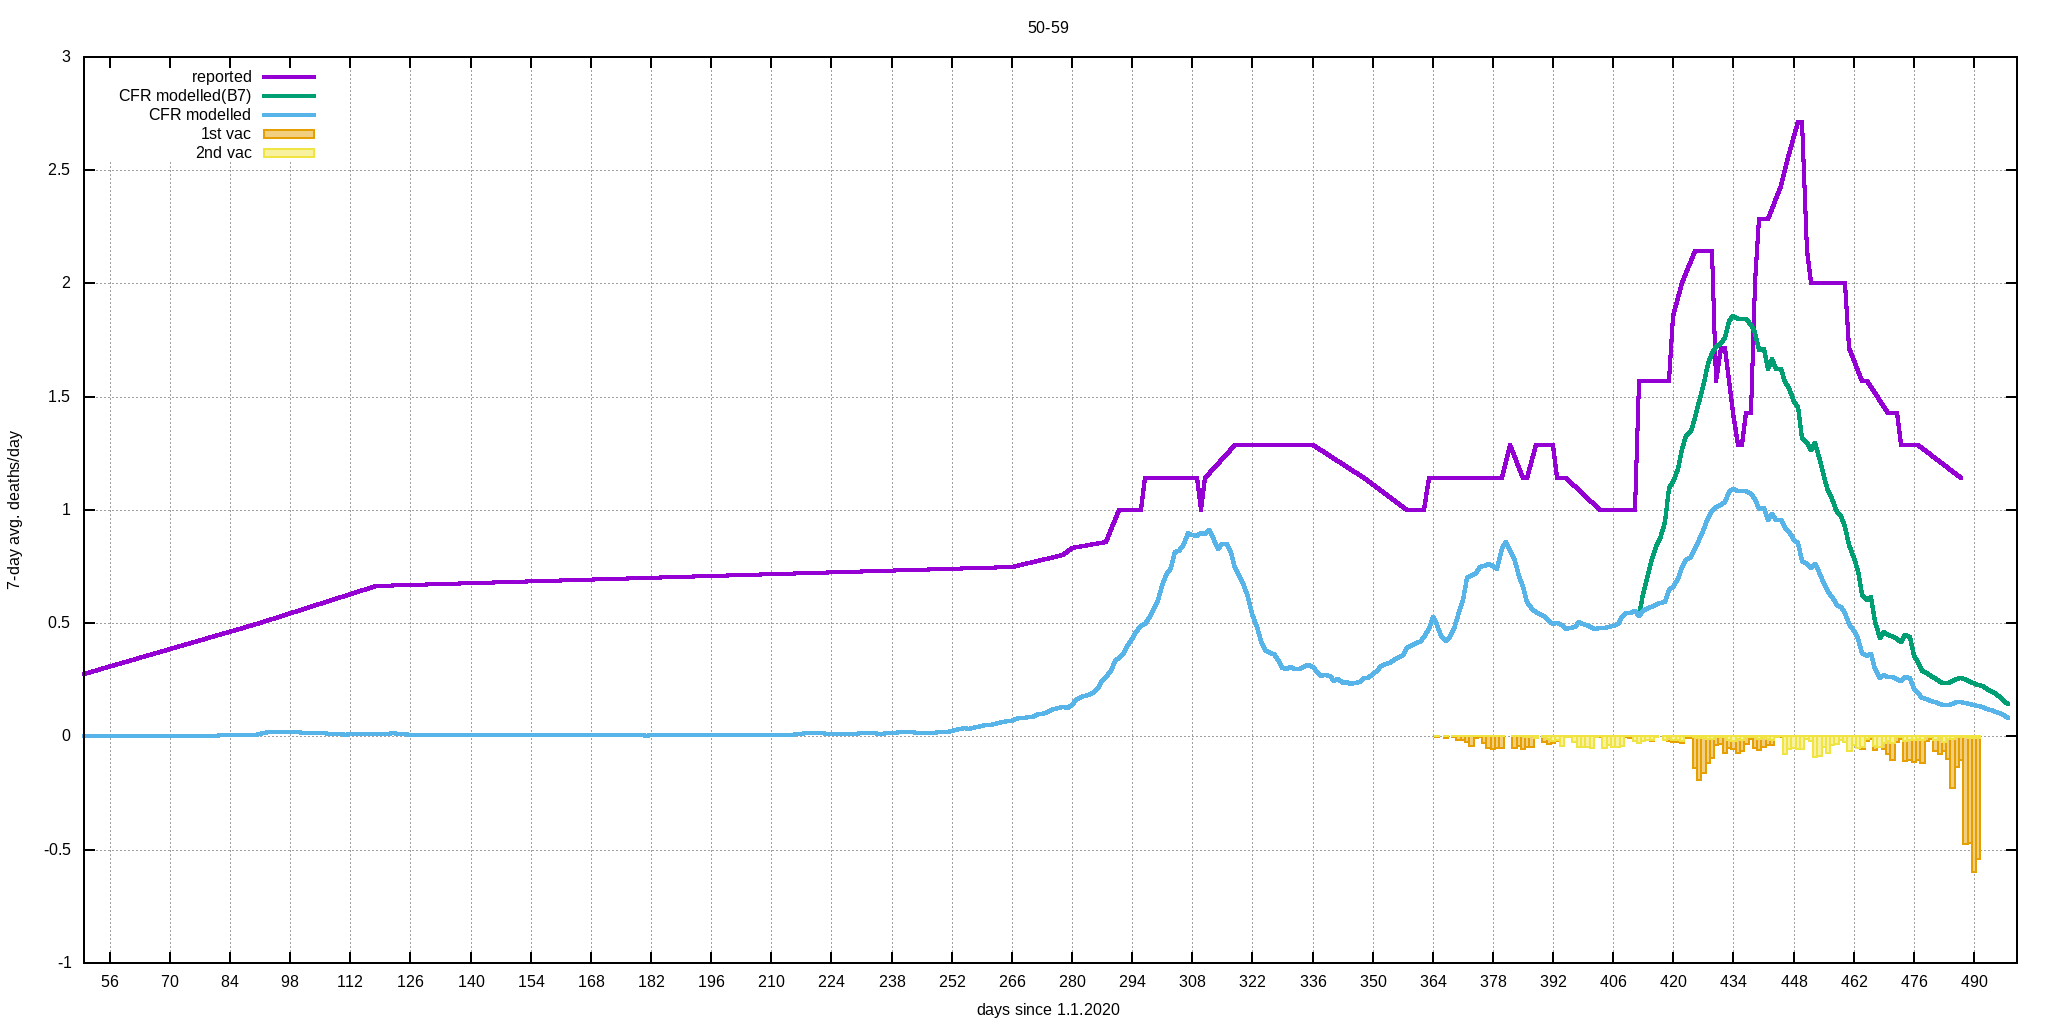 50-59
reported
CFR modelled(B7)
CFR modelled
1st vac
2nd vac
3
2.5
2
1.5
1
0.5
0
-0.5
-1
7-day avg. deaths/day
56 70 84 98 112 126 140 154 168 182 196 210 224 238 252 266 280 294 308 322 336 350 364 378 392 406 420 434 448 462 476 490
days since 1.1.2020